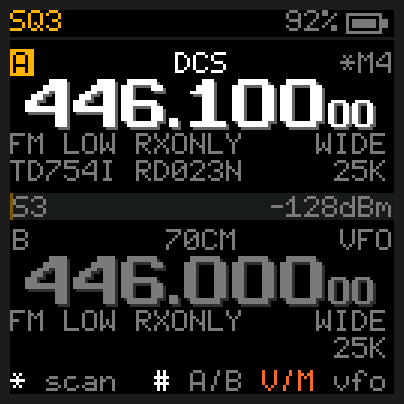 SQ3 92%
A DCS *M4
446.10000
FM LOW RXONLY WIDE
TD754I RD023N 25K
S3 -128dBm
B 70CM VFO
446.00000
FM LOW RXONLY WIDE
25K
* scan # A/B V/M vfo